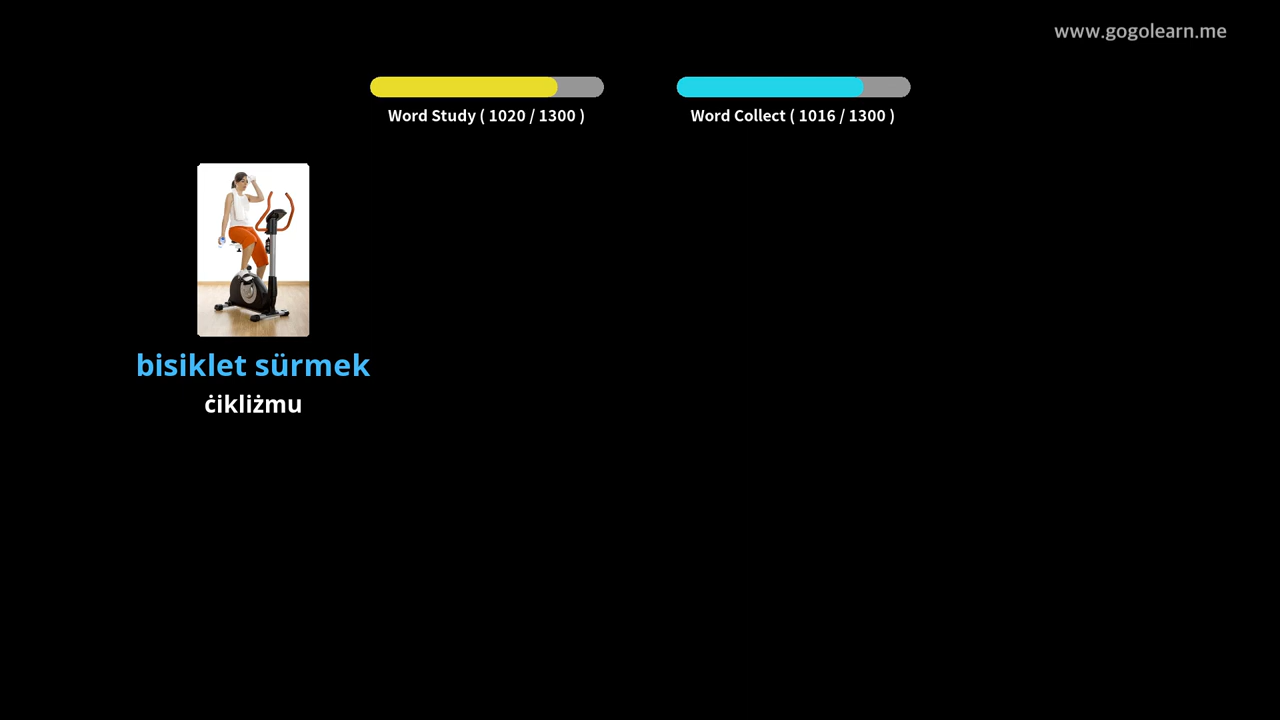 www.gogolearn.me
Word Study ( 1020 / 1300 )
Word Collect ( 1016 / 1300 )
bisiklet sürmek
ċikliżmu